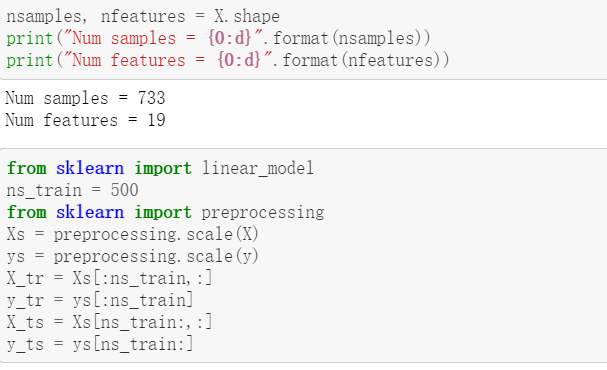 nsamples, nfeatures = X.shape
print("Num samples = {0:d}".format(nsamples))
print("Num features = {0:d}".format(nfeatures))
Num samples = 733
Num features = 19
from sklearn import linear_model
ns_train = 500
from sklearn import preprocessing
Xs = preprocessing.scale(X)
ys = preprocessing.scale(y)
X_tr = Xs[:ns_train,:]
y_tr = ys[:ns_train]
X_ts = Xs[ns_train:,:]
y_ts = ys[ns_train:]